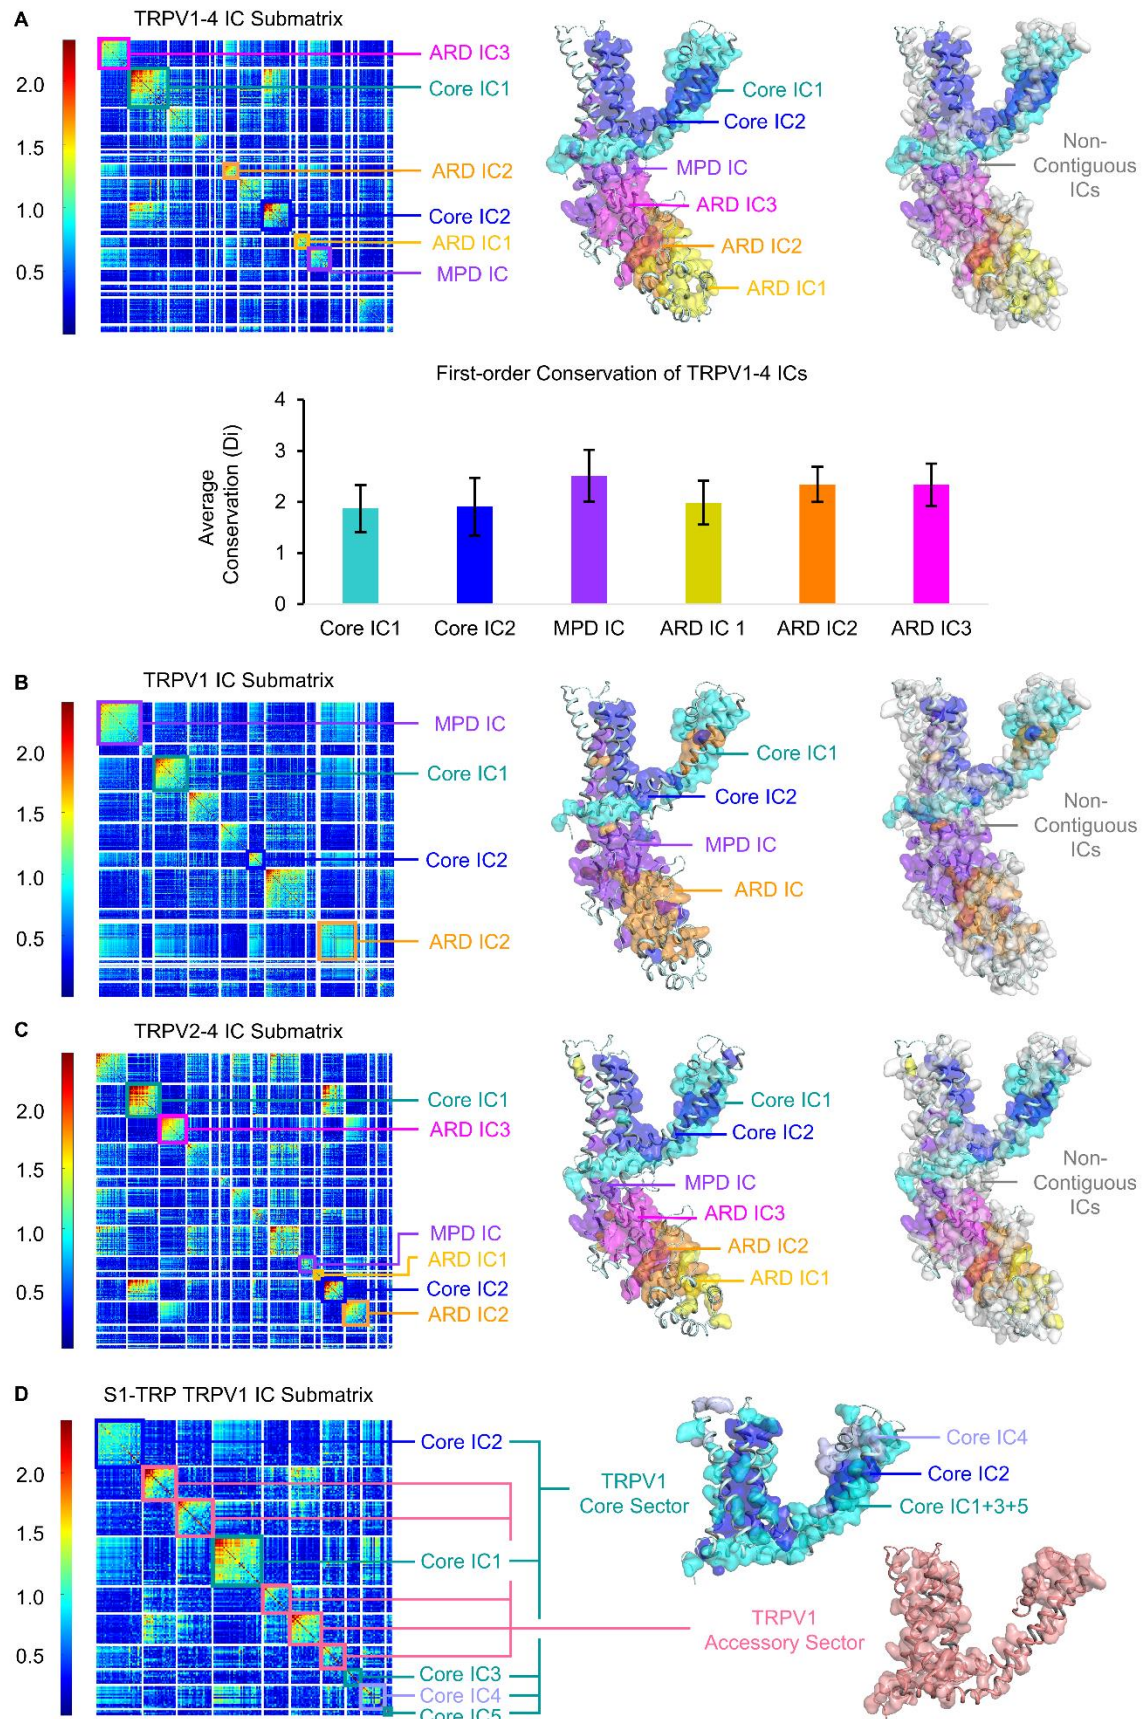 A
TRPV1-4 IC Submatrix
2.0
1.5
1.0
0.5
ARD IC3
Core IC1
ARD IC2
Core IC2
ARD IC1
MPD IC
Core IC1
Core IC2
MPD IC
ARD IC3
ARD IC2
ARD IC1
Non-
Contiguous
ICs
First-order Conservation of TRPV1-4 ICs
Average
Conservation (Di)
4
3
2
1
0
Core IC1
Core IC2
MPD IC
ARD IC 1
ARD IC2
ARD IC3
B
TRPV1 IC Submatrix
2.0
1.5
1.0
0.5
MPD IC
Core IC1
Core IC2
ARD IC2
Core IC1
Core IC2
MPD IC
ARD IC
Non-
Contiguous
ICs
C
TRPV2-4 IC Submatrix
2.0
1.5
1.0
0.5
Core IC1
ARD IC3
MPD IC
ARD IC1
Core IC2
ARD IC2
Core IC1
Core IC2
MPD IC
ARD IC3
ARD IC2
ARD IC1
Non-
Contiguous
ICs
D
S1-TRP TRPV1 IC Submatrix
2.0
1.5
1.0
0.5
Core IC2
Core IC1
Core IC3
Core IC4
Core IC5
TRPV1
Core Sector
Core IC4
Core IC2
Core IC1+3+5
TRPV1
Accessory Sector